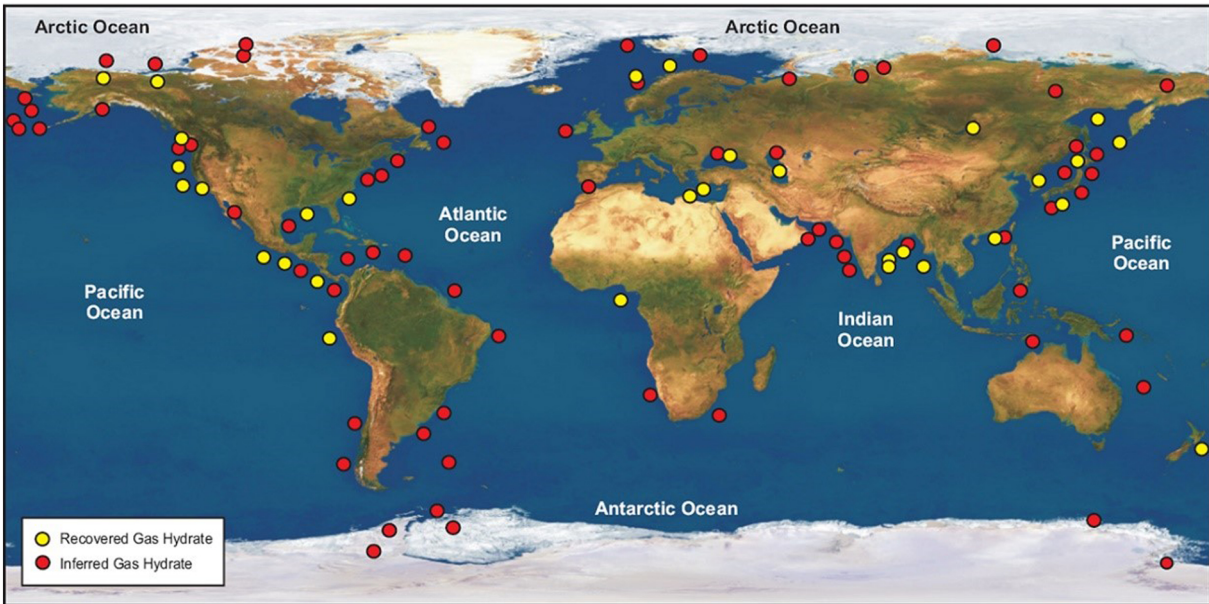 Arctic Ocean
Arctic Ocean
Atlantic
Ocean
Pacific
Ocean
Pacific
Ocean
Indian
Ocean
Antarctic Ocean
Recovered Gas Hydrate
Inferred Gas Hydrate